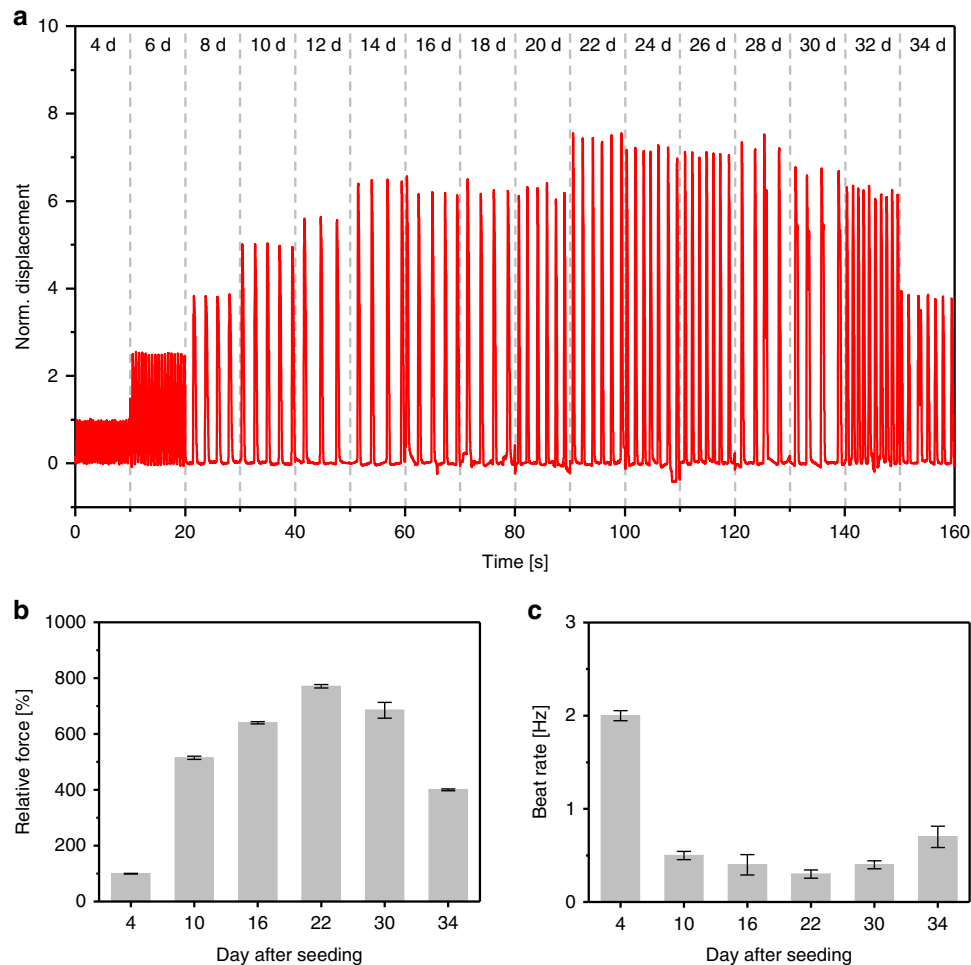 a
10
8
6
4
2
0
Norm. displacement
4 d 6 d 8 d 10 d 12 d 14 d 16 d 18 d 20 d 22 d 24 d 26 d 28 d 30 d 32 d 34 d
0 20 40 60 80 100 120 140 160
Time [s]
b
1000
800
600
400
200
0
Relative force [%]
4 10 16 22 30 34
Day after seeding
c
3
2
1
0
Beat rate [Hz]
4 10 16 22 30 34
Day after seeding